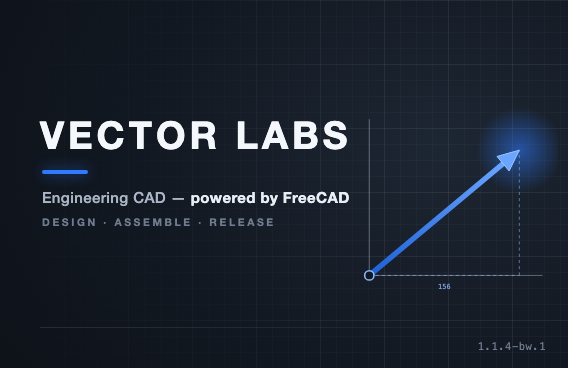 VECTOR LABS
Engineering CAD — powered by FreeCAD
DESIGN · ASSEMBLE · RELEASE
156
1.1.4-bw.1